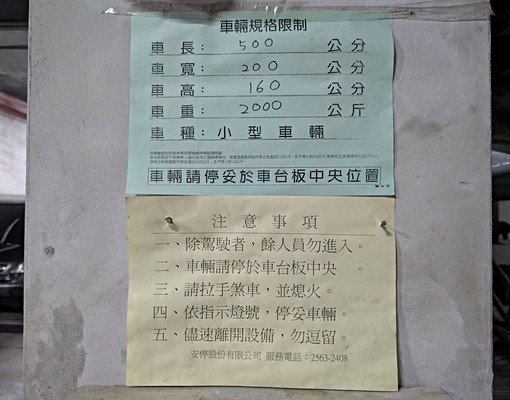 車輛規格限制
車長：500 公分
車寬：200 公分
車高：160 公分
車重：2000 公斤
車種：小型車輛
車輛請停妥於車台板中央位置
注意事項
一、除駕駛者，餘人員勿進入。
二、車輛請停於車台板中央。
三、請拉手煞車，並熄火。
四、依指示燈號，停妥車輛。
五、儘速離開設備，勿逗留。
安停股份有限公司 服務電話：2563-2408